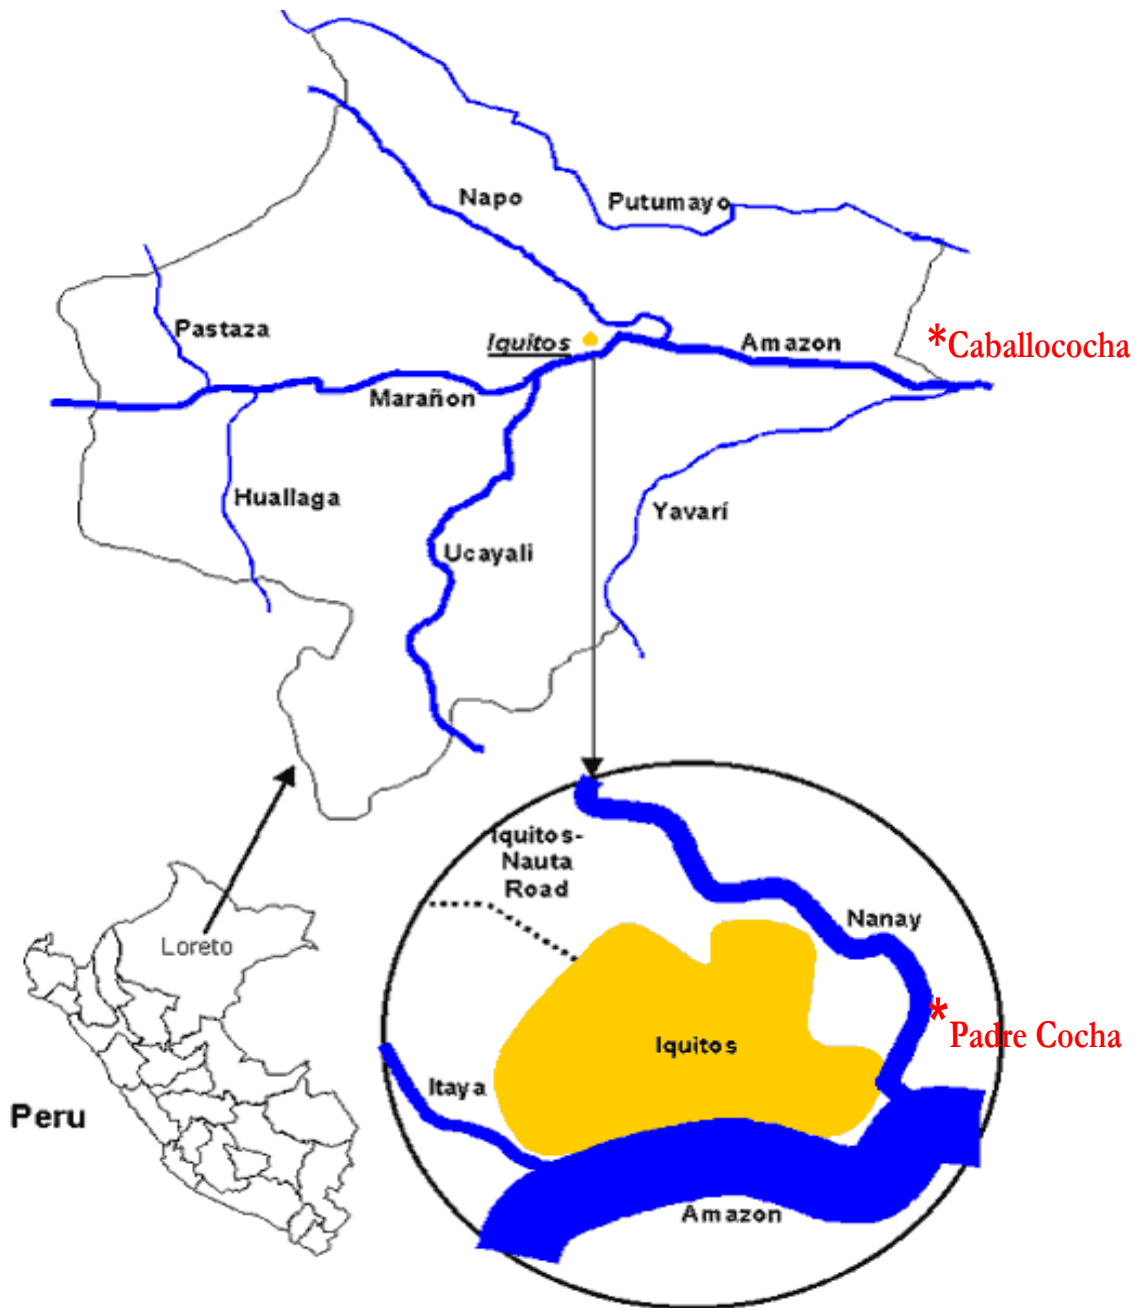 Napo
Putumayo
Pastaza
Iquitos
Amazon
*Caballococha
Marañon
Huallaga
Yavarí
Ucayali
Iquitos-
Nauta
Road
Nanay
Loreto
*Padre Cocha
Iquitos
Itaya
Peru
Amazon